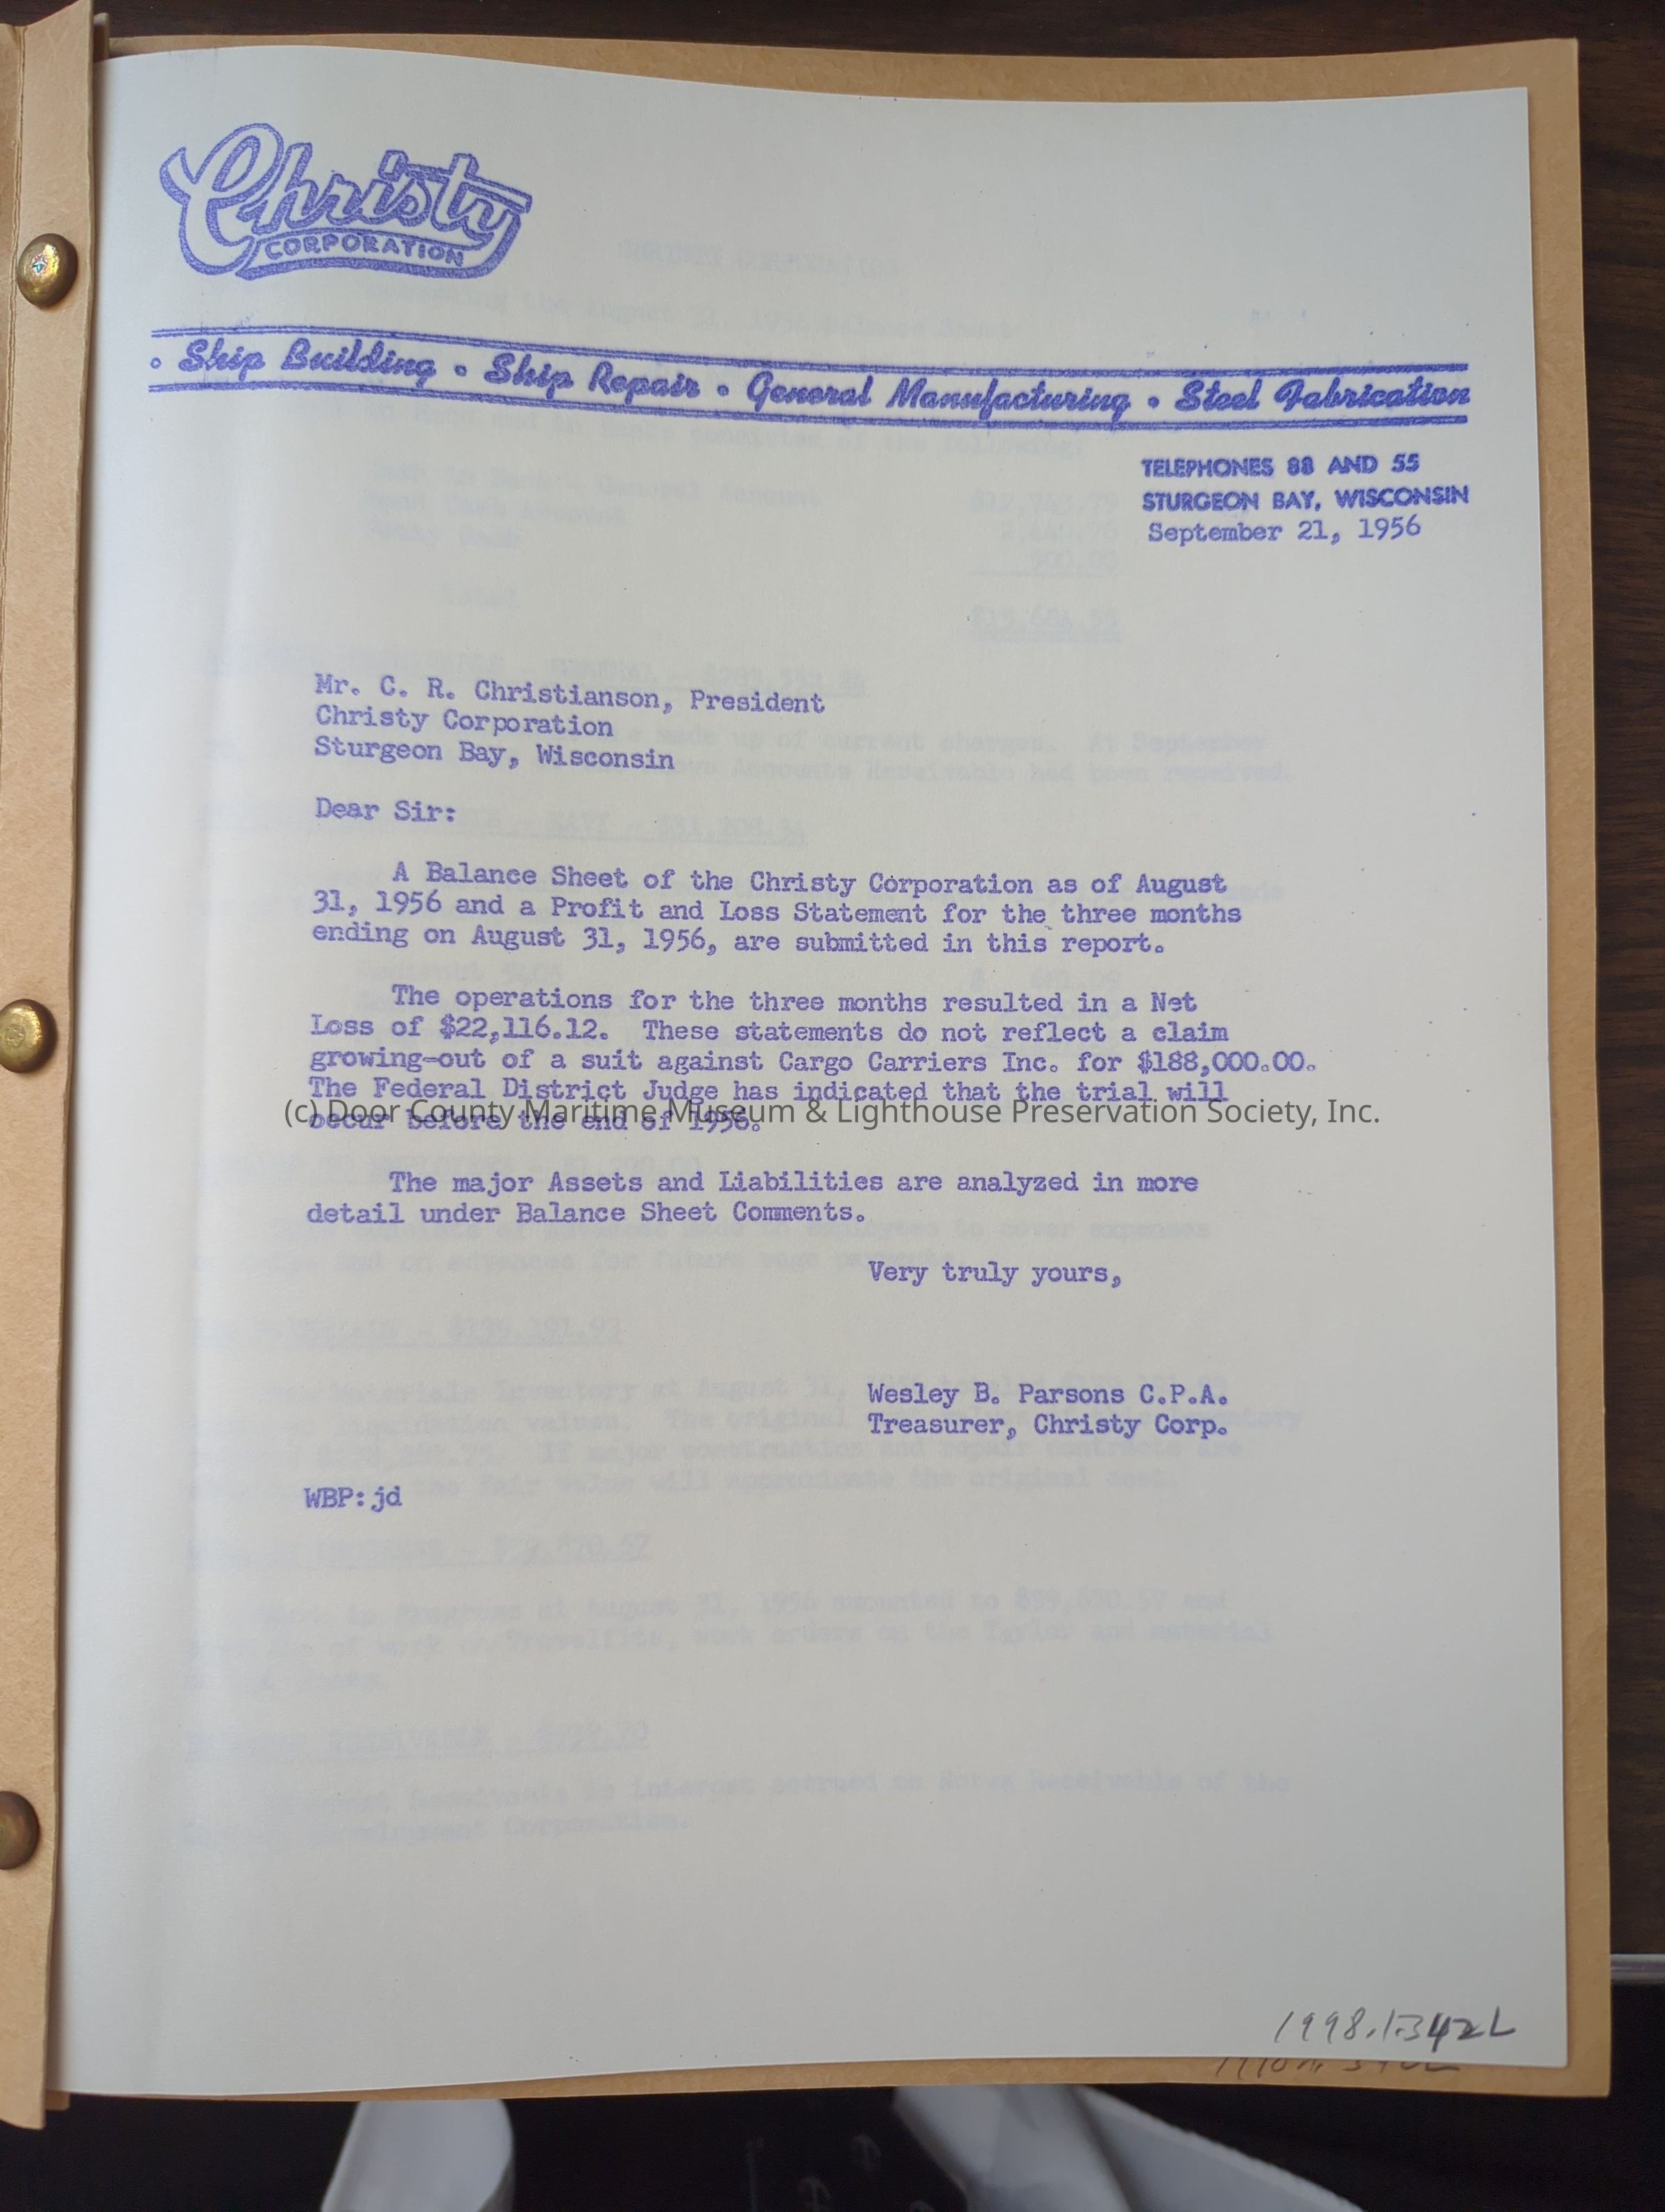 Christy
CORPORATION
• Ship Building • Ship Repair • General Manufacturing • Steel Fabrication
TELEPHONES 88 AND 55
STURGEON BAY, WISCONSIN
September 21, 1956
Mr. C. R. Christianson, President
Christy Corporation
Sturgeon Bay, Wisconsin
Dear Sir:
A Balance Sheet of the Christy Corporation as of August
31, 1956 and a Profit and Loss Statement for the three months
ending on August 31, 1956, are submitted in this report.
The operations for the three months resulted in a Net
Loss of $22,116.12. These statements do not reflect a claim
growing-out of a suit against Cargo Carriers Inc. for $188,000.00.
The Federal District Judge has indicated that the trial will
(c) Door County Maritime Museum & Lighthouse Preservation Society, Inc.
occur before the end of 1956.
The major Assets and Liabilities are analyzed in more
detail under Balance Sheet Comments.
Very truly yours,
Wesley B. Parsons C.P.A.
Treasurer, Christy Corp.
WBP:jd
1998.1.342L